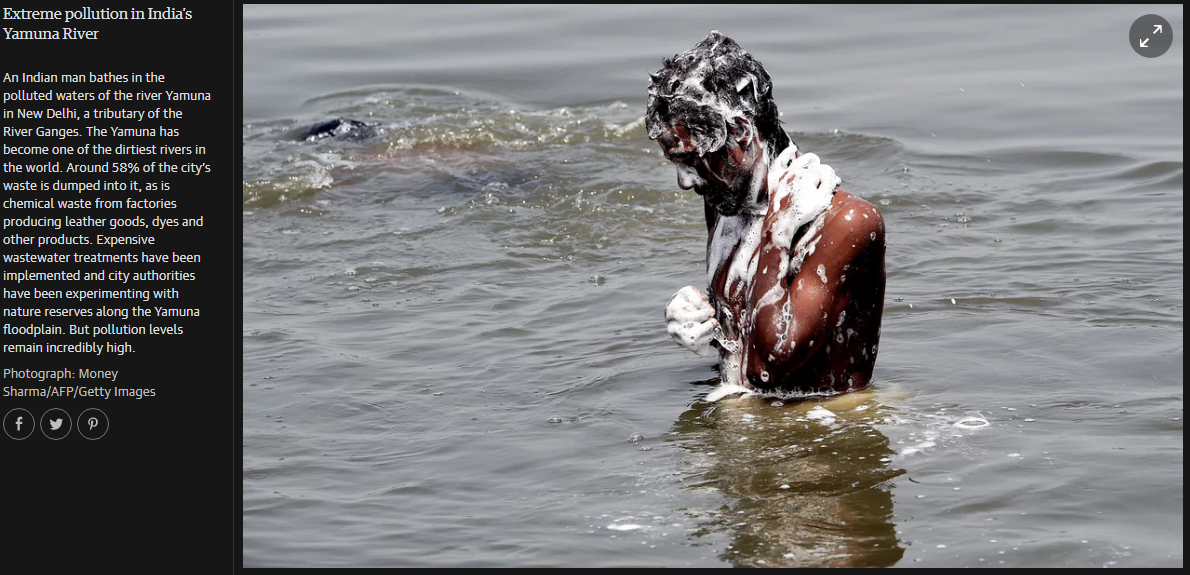 Extreme pollution in India's
Yamuna River
An Indian man bathes in the
polluted waters of the river Yamuna
in New Delhi, a tributary of the
River Ganges. The Yamuna has
become one of the dirtiest rivers in
the world. Around 58% of the city's
waste is dumped into it, as is
chemical waste from factories
producing leather goods, dyes and
other products. Expensive
wastewater treatments have been
implemented and city authorities
have been experimenting with
nature reserves along the Yamuna
floodplain. But pollution levels
remain incredibly high.
Photograph: Money
Sharma/AFP/Getty Images